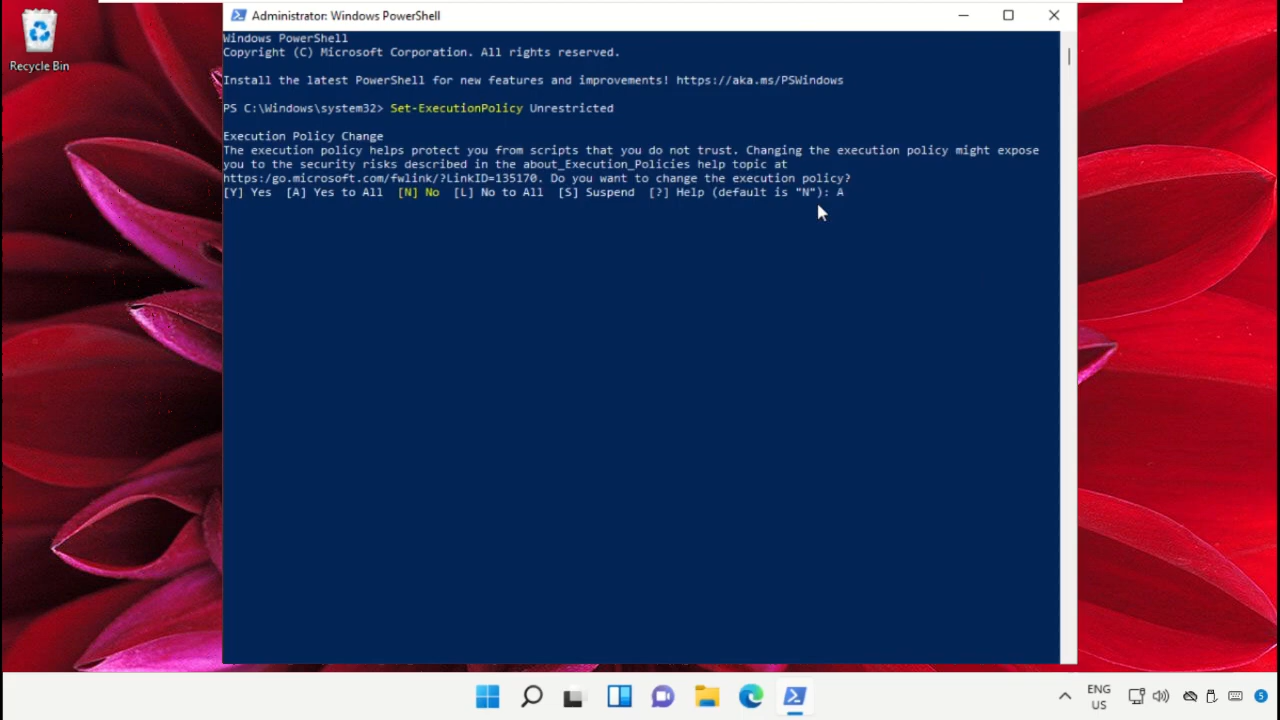 Administrator: Windows PowerShell
Recycle Bin
Windows PowerShell
Copyright (C) Microsoft Corporation. All rights reserved.
Install the latest PowerShell for new features and improvements! https://aka.ms/PSWindows
PS C:\Windows\system32> Set-ExecutionPolicy Unrestricted
Execution Policy Change
The execution policy helps protect you from scripts that you do not trust. Changing the execution policy might expose
you to the security risks described in the about_Execution_Policies help topic at
https:/go.microsoft.com/fwlink/?LinkID=135170. Do you want to change the execution policy?
[Y] Yes  [A] Yes to All  [N] No  [L] No to All  [S] Suspend  [?] Help (default is "N"): A
ENG
US
5